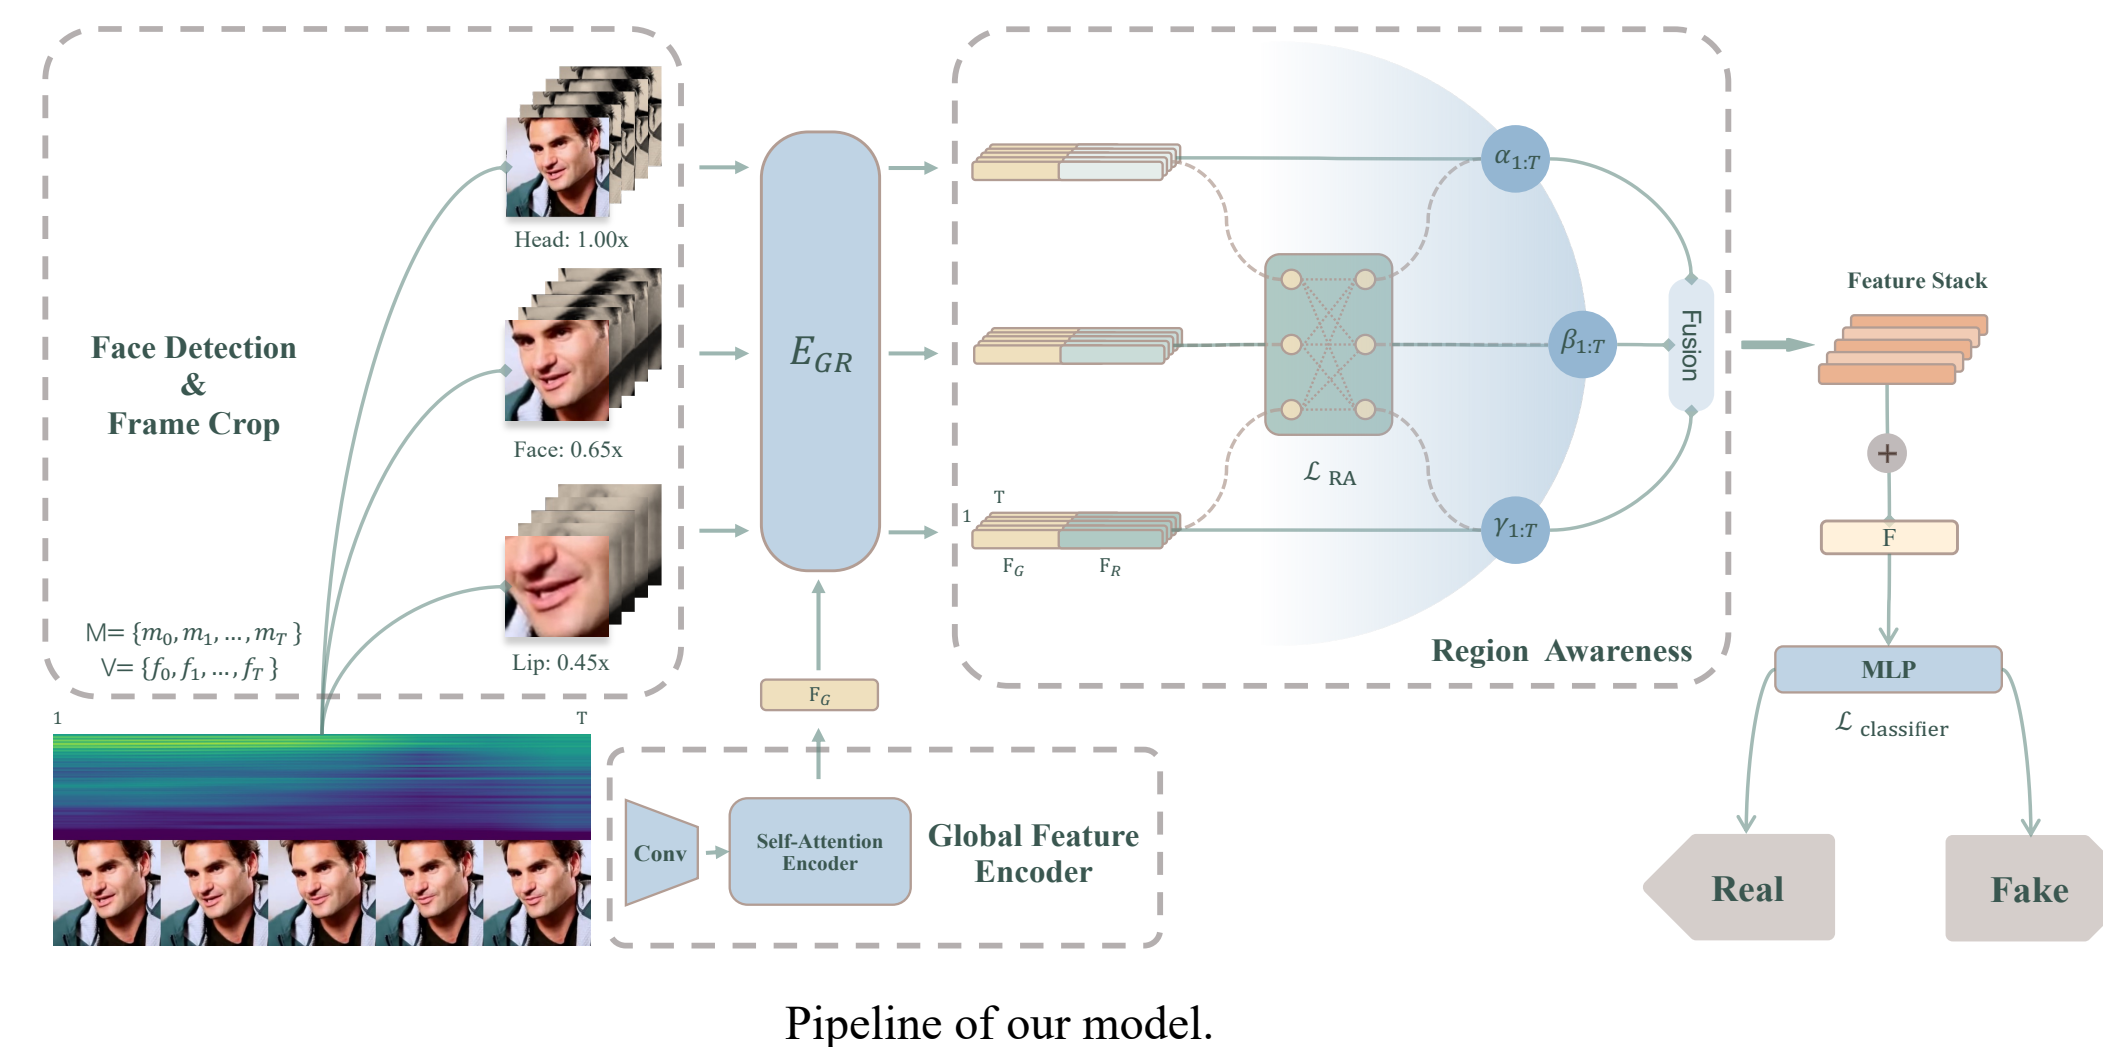 Face Detection
&
Frame Crop
Head: 1.00x
Face: 0.65x
Lip: 0.45x
M= {m₀, m₁, …, m_T }
V= {f₀, f₁, …, f_T }
1
T
E_GR
F_G
Conv
Self-Attention
Encoder
Global Feature
Encoder
T
1
F_G
F_R
ℒ RA
α₁:T
β₁:T
γ₁:T
Fusion
Region Awareness
Feature Stack
+
F
MLP
ℒ classifier
Real
Fake
Pipeline of our model.